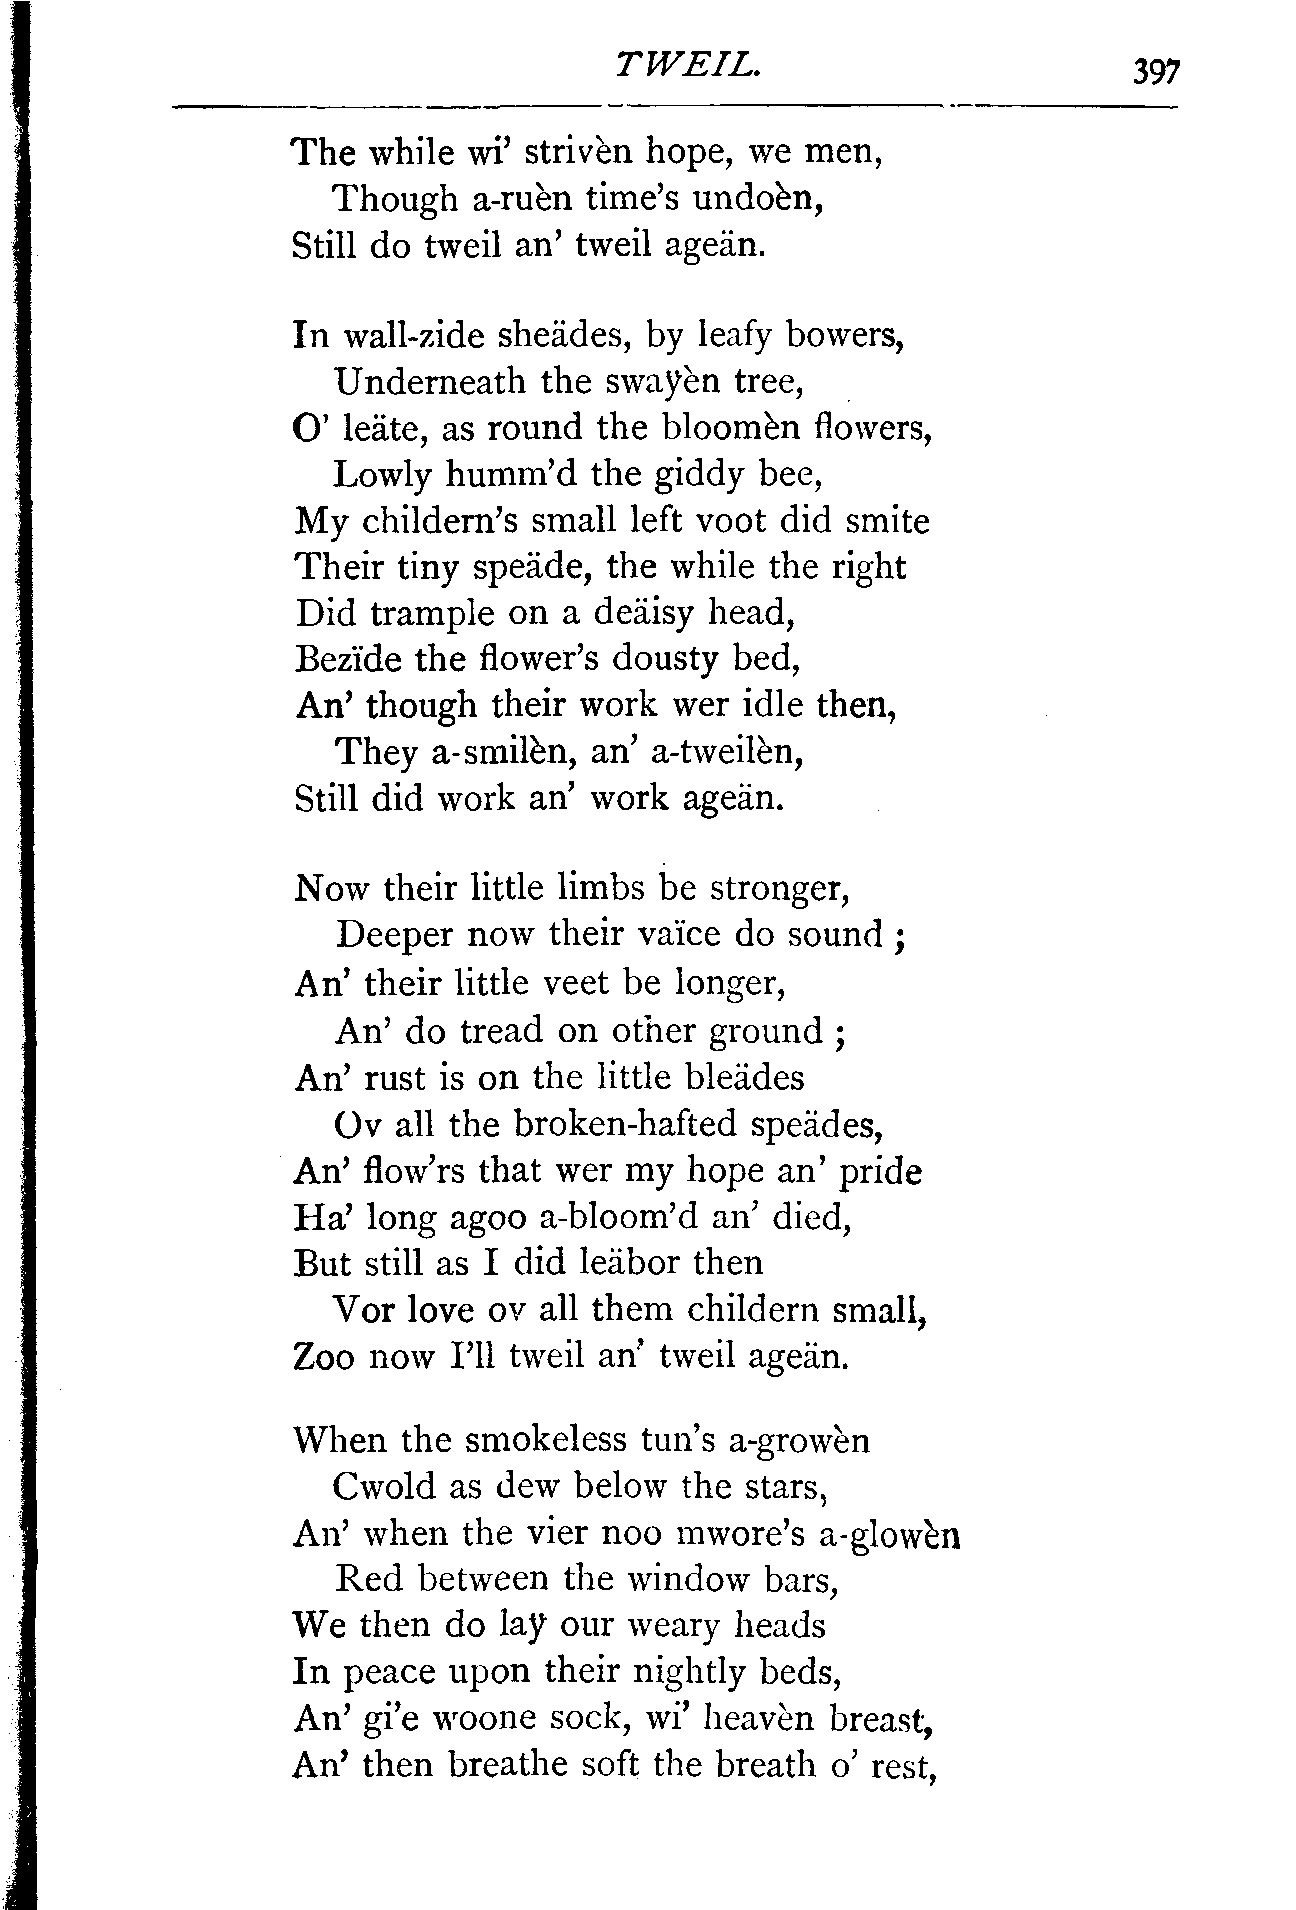 TWEIL. 397
The while wi’ strivèn hope, we men,
Though a-ruèn time’s undoèn,
Still do tweil an’ tweil ageän.
In wall-zide sheädes, by leafy bowers,
Underneath the swayèn tree,
O’ leäte, as round the bloomèn flowers,
Lowly humm’d the giddy bee,
My childern’s small left voot did smite
Their tiny speäde, the while the right
Did trample on a deäisy head,
Bezïde the flower’s dousty bed,
An’ though their work wer idle then,
They a-smilèn, an’ a-tweilèn,
Still did work an’ work ageän.
Now their little limbs be stronger,
Deeper now their vaïce do sound ;
An’ their little veet be longer,
An’ do tread on other ground ;
An’ rust is on the little bleädes
Ov all the broken-hafted speädes,
An’ flow’rs that wer my hope an’ pride
Ha’ long agoo a-bloom’d an’ died,
But still as I did leäbor then
Vor love ov all them childern small,
Zoo now I’ll tweil an’ tweil ageän.
When the smokeless tun’s a-growèn
Cwold as dew below the stars,
An’ when the vier noo mwore’s a-glowèn
Red between the window bars,
We then do lay our weary heads
In peace upon their nightly beds,
An’ gi’e woone sock, wi’ heavèn breast,
An’ then breathe soft the breath o’ rest,